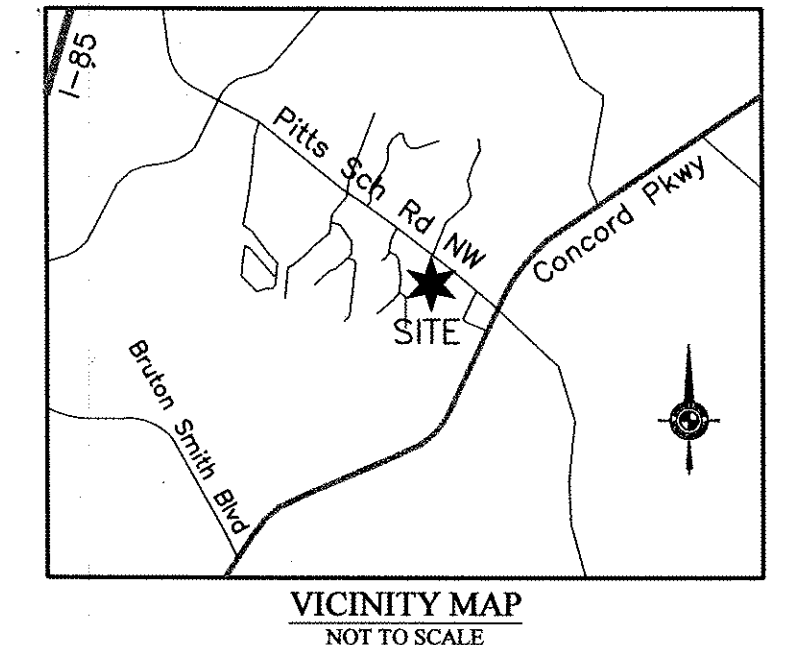 I-85
Pitts Sch Rd NW
Concord Pkwy
SITE
Bruton Smith Blvd
VICINITY MAP
NOT TO SCALE